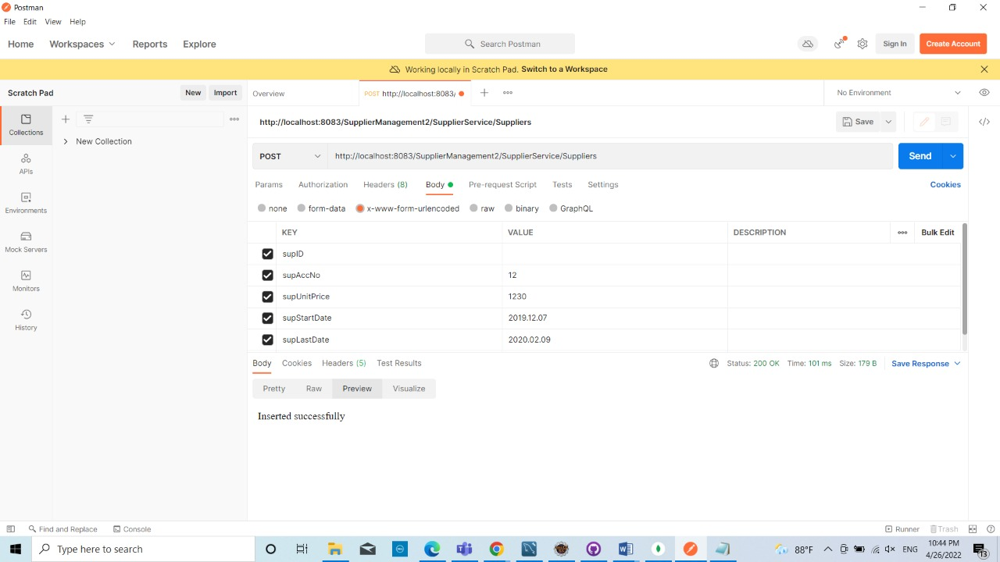 Postman
File Edit View Help
Home Workspaces Reports Explore Search Postman Sign In Create Account
Working locally in Scratch Pad. Switch to a Workspace
Scratch Pad New Import Overview POST http://localhost:8083/ No Environment
http://localhost:8083/SupplierManagement2/SupplierService/Suppliers Save
Collections
New Collection
POST http://localhost:8083/SupplierManagement2/SupplierService/Suppliers Send
APIs
Params Authorization Headers (8) Body Pre-request Script Tests Settings Cookies
Environments
none form-data x-www-form-urlencoded raw binary GraphQL
KEY VALUE DESCRIPTION Bulk Edit
Mock Servers
supID
supAccNo 12
Monitors
supUnitPrice 1230
supStartDate 2019.12.07
History
supLastDate 2020.02.09
Body Cookies Headers (5) Test Results Status: 200 OK Time: 101 ms Size: 179 B Save Response
Pretty Raw Preview Visualize
Inserted successfully
Find and Replace Console Runner Trash
Type here to search 88°F ENG 10:44 PM
4/26/2022 13